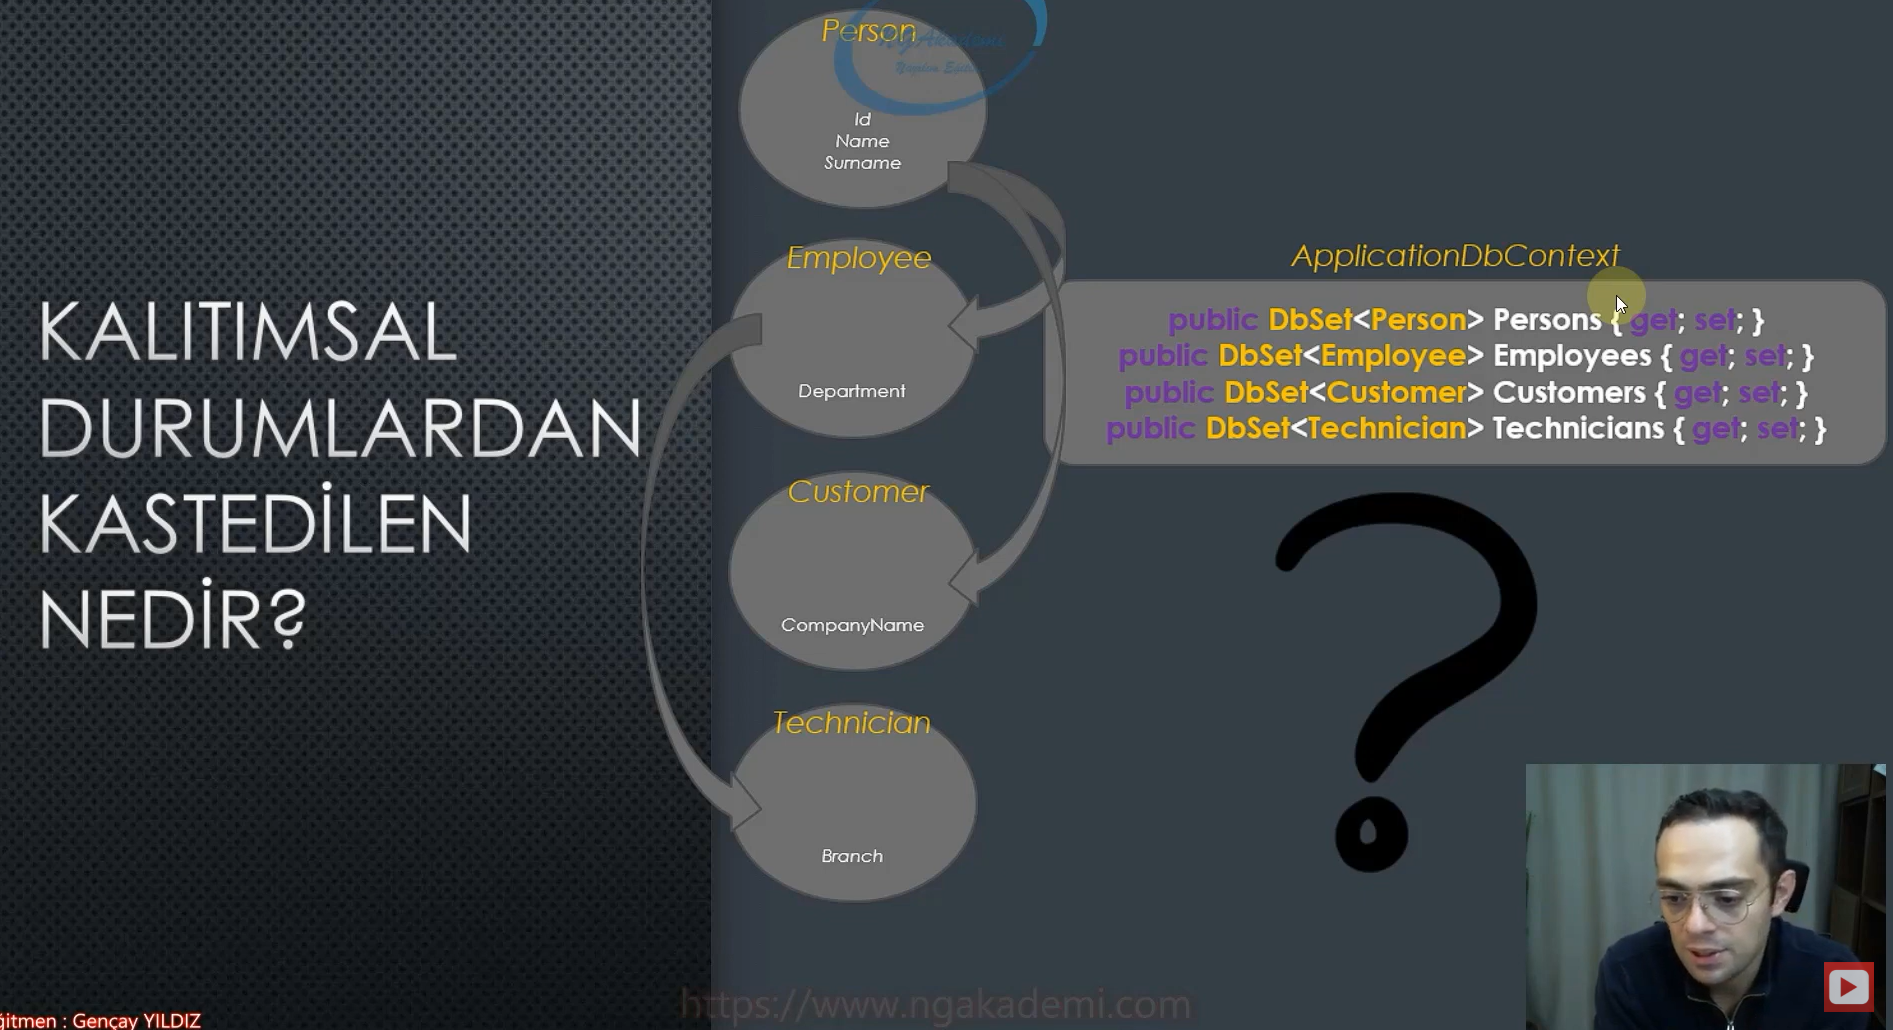 KALITIMSAL
DURUMLARDAN
KASTEDİLEN
NEDİR?
Person
Id
Name
Surname
Employee
Department
Customer
CompanyName
Technician
Branch
ApplicationDbContext
public DbSet<Person> Persons { get; set; }
public DbSet<Employee> Employees { get; set; }
public DbSet<Customer> Customers { get; set; }
public DbSet<Technician> Technicians { get; set; }
?
https://www.ngakademi.com
ğitmen : Gençay YILDIZ